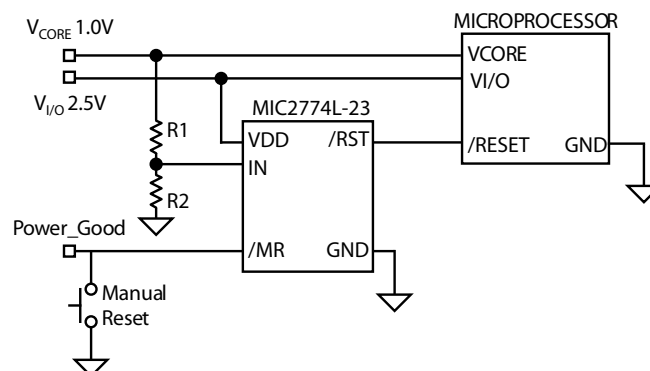 MICROPROCESSOR
VCORE 1.0V
VCORE
VI/O
VI/O 2.5V
MIC2774L-23
R1
VDD
/RST
/RESET
GND
IN
R2
Power_Good
/MR
GND
Manual
Reset